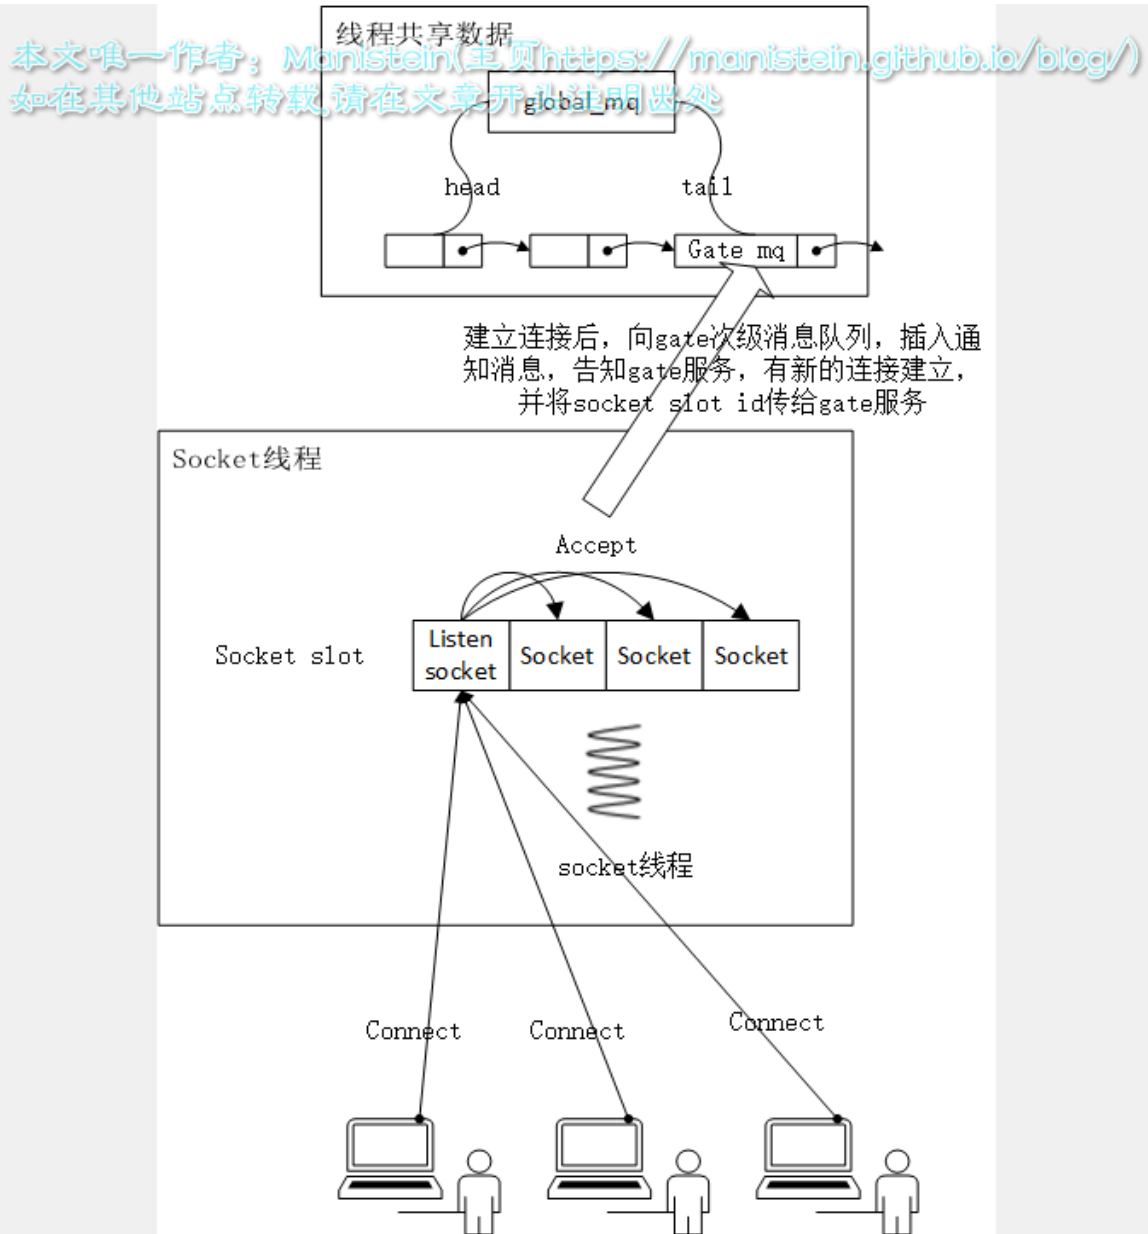 线程共享数据
本文唯一作者：Manistein(主页https://manistein.github.io/blog/)
如在其他站点转载,请在文章开头注明出处
global_mq
head
tail
Gate mq
建立连接后，向gate次级消息队列，插入通
知消息，告知gate服务，有新的连接建立，
并将socket slot id传给gate服务
Socket线程
Accept
Socket slot
Listen
socket
Socket
Socket
Socket
socket线程
Connect
Connect
Connect